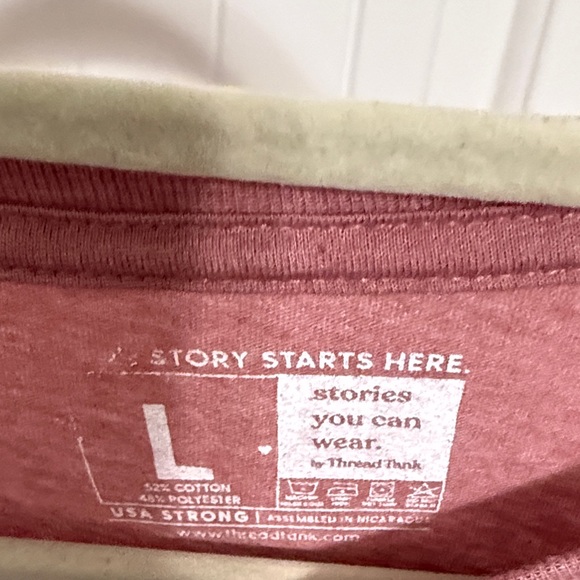 STORY STARTS HERE.
stories
you can
wear.
by Thread Tank
L
52% COTTON
48% POLYESTER
USA STRONG | ASSEMBLED IN NICARAGUA
www.threadtank.com